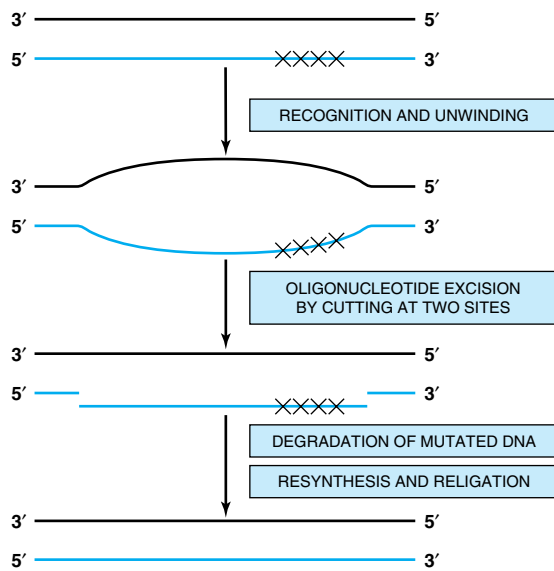 3′ 5′
5′ 3′
RECOGNITION AND UNWINDING
3′ 5′
5′ 3′
OLIGONUCLEOTIDE EXCISION
BY CUTTING AT TWO SITES
3′ 5′
5′ 3′
DEGRADATION OF MUTATED DNA
RESYNTHESIS AND RELIGATION
3′ 5′
5′ 3′